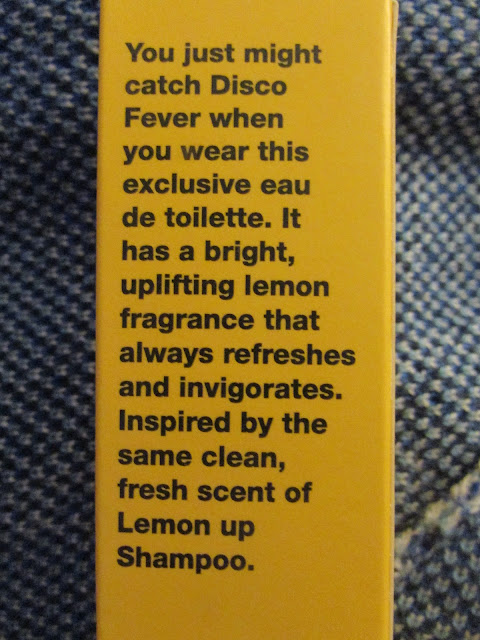 You just might
catch Disco
Fever when
you wear this
exclusive eau
de toilette. It
has a bright,
uplifting lemon
fragrance that
always refreshes
and invigorates.
Inspired by the
same clean,
fresh scent of
Lemon up
Shampoo.